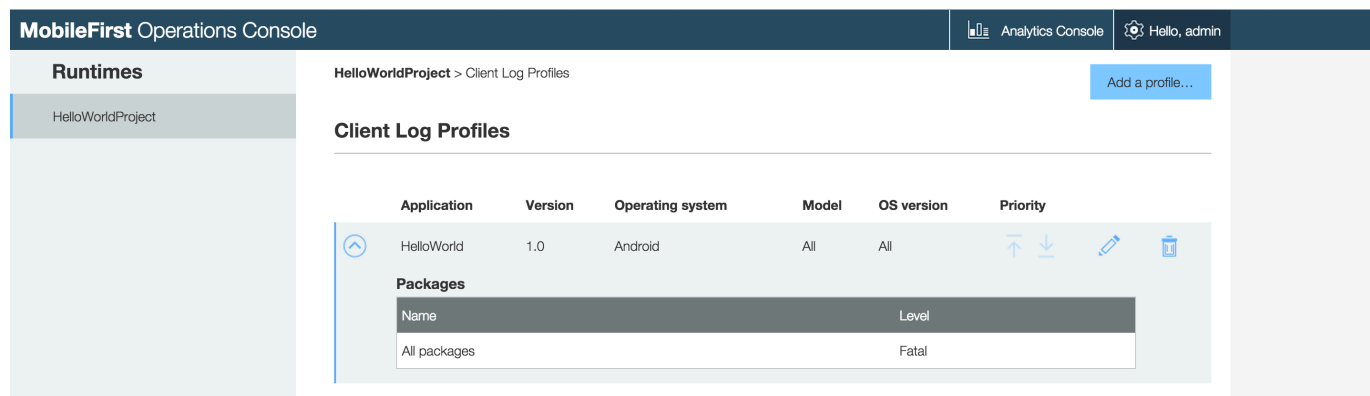 MobileFirst Operations Console
Analytics Console
Hello, admin
Runtimes
HelloWorldProject
HelloWorldProject > Client Log Profiles
Add a profile...
Client Log Profiles
Application Version Operating system Model OS version Priority
HelloWorld 1.0 Android All All
Packages
Name Level
All packages Fatal